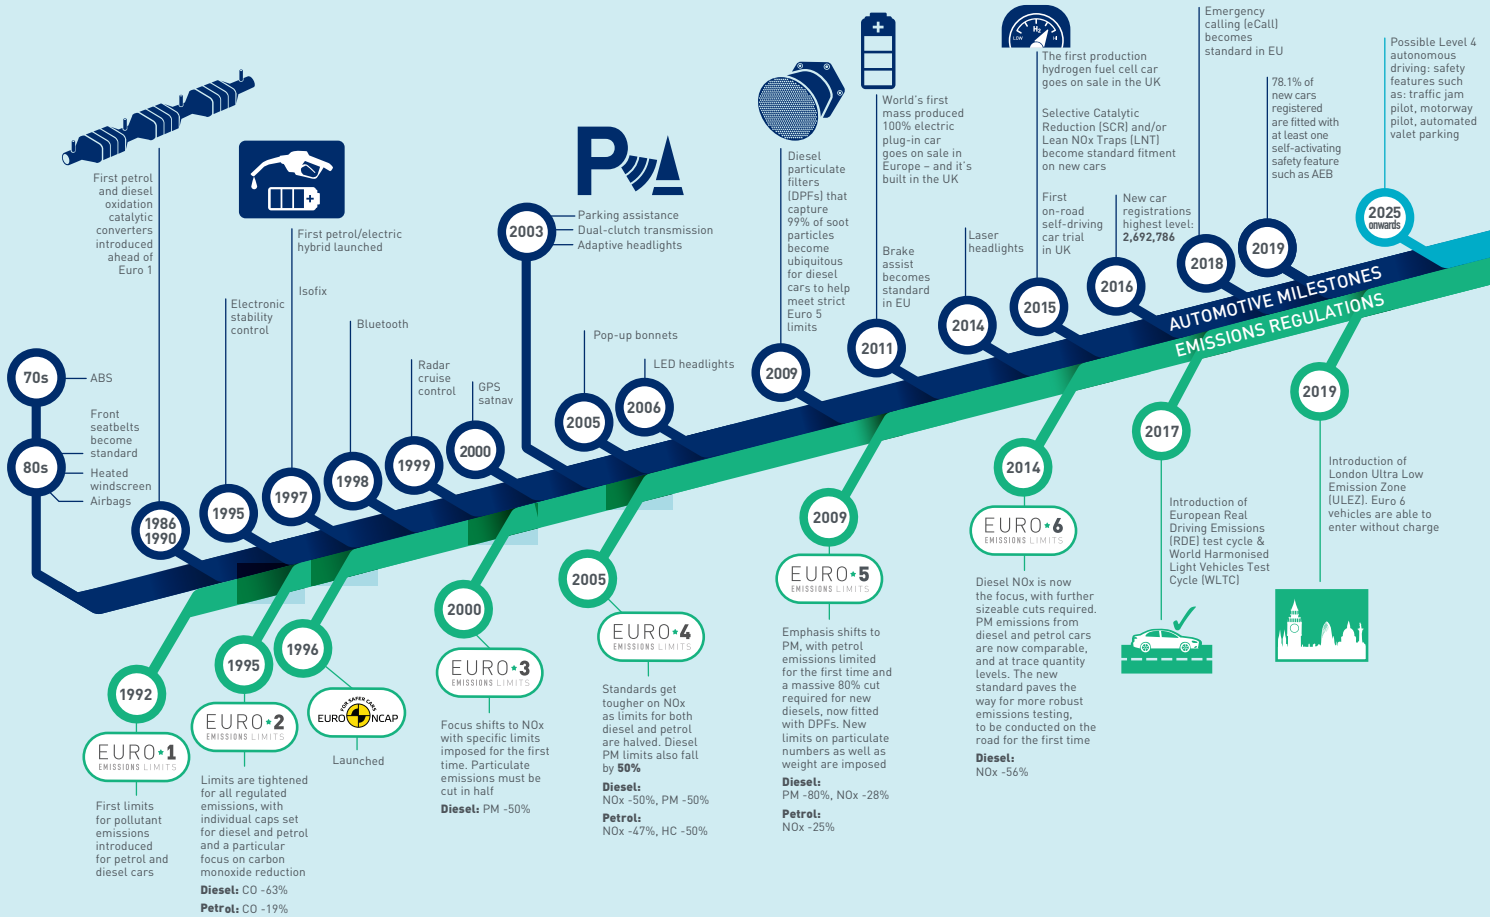 70s
ABS
Front
seatbelts
become
standard
80s
Heated
windscreen
Airbags
First petrol
and diesel
oxidation
catalytic
converters
introduced
ahead of
Euro 1
1986
1990
Electronic
stability
control
1995
First petrol/electric
hybrid launched
Isofix
1997
Bluetooth
1998
Radar
cruise
control
1999
GPS
satnav
2000
P
2003
Parking assistance
Dual-clutch transmission
Adaptive headlights
Pop-up bonnets
2005
LED headlights
2006
Diesel
particulate
filters
(DPFs) that
capture
99% of soot
particles
become
ubiquitous
for diesel
cars to help
meet strict
Euro 5
limits
2009
World's first
mass produced
100% electric
plug-in car
goes on sale in
Europe – and it's
built in the UK
Brake
assist
becomes
standard
in EU
2011
Laser
headlights
2014
H2
LOW
HI
The first production
hydrogen fuel cell car
goes on sale in the UK
Selective Catalytic
Reduction (SCR) and/or
Lean NOx Traps (LNT)
become standard fitment
on new cars
First
on-road
self-driving
car trial
in UK
2015
New car
registrations
highest level:
2,692,786
2016
Emergency
calling (eCall)
becomes
standard in EU
2018
78.1% of
new cars
registered
are fitted with
at least one
self-activating
safety feature
such as AEB
2019
Possible Level 4
autonomous
driving: safety
features such
as: traffic jam
pilot, motorway
pilot, automated
valet parking
2025
onwards
AUTOMOTIVE MILESTONES
EMISSIONS REGULATIONS
1992
EURO 1
EMISSIONS LIMITS
First limits
for pollutant
emissions
introduced
for petrol and
diesel cars
1995
EURO 2
EMISSIONS LIMITS
Limits are tightened
for all regulated
emissions, with
individual caps set
for diesel and petrol
and a particular
focus on carbon
monoxide reduction
Diesel: CO -63%
Petrol: CO -19%
1996
FOR SAFER CARS
EURO NCAP
Launched
2000
EURO 3
EMISSIONS LIMITS
Focus shifts to NOx
with specific limits
imposed for the first
time. Particulate
emissions must be
cut in half
Diesel: PM -50%
2005
EURO 4
EMISSIONS LIMITS
Standards get
tougher on NOx
as limits for both
diesel and petrol
are halved. Diesel
PM limits also fall
by 50%
Diesel:
NOx -50%, PM -50%
Petrol:
NOx -47%, HC -50%
2009
EURO 5
EMISSIONS LIMITS
Emphasis shifts to
PM, with petrol
emissions limited
for the first time and
a massive 80% cut
required for new
diesels, now fitted
with DPFs. New
limits on particulate
numbers as well as
weight are imposed
Diesel:
PM -80%, NOx -28%
Petrol:
NOx -25%
2014
EURO 6
EMISSIONS LIMITS
Diesel NOx is now
the focus, with further
sizeable cuts required.
PM emissions from
diesel and petrol cars
are now comparable,
and at trace quantity
levels. The new
standard paves the
way for more robust
emissions testing,
to be conducted on the
road for the first time
Diesel:
NOx -56%
2017
Introduction of
European Real
Driving Emissions
(RDE) test cycle &
World Harmonised
Light Vehicles Test
Cycle (WLTC)
2019
Introduction of
London Ultra Low
Emission Zone
(ULEZ). Euro 6
vehicles are able to
enter without charge